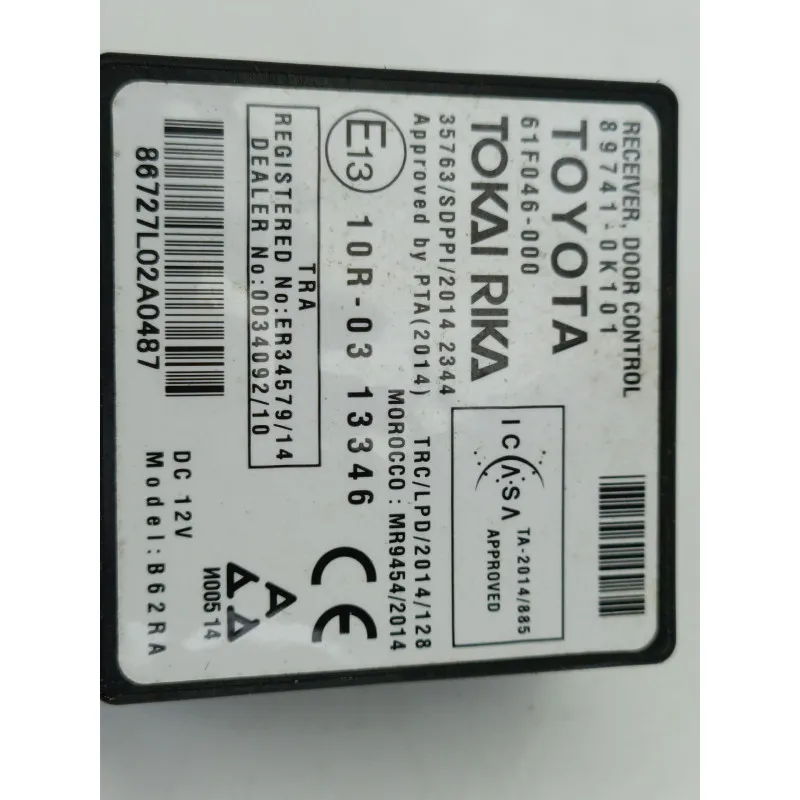 RECEIVER, DOOR CONTROL
89741-0K101
TOYOTA
61F046-000
TOKAI RIKA
ICASA
TA-2014/885
APPROVED
35763/SDPPI/2014 2344
Approved by PTA(2014)
TRC/LPD/2014/128
MOROCCO : MR9454/2014
E13
10R-03 13346
CE
TRA
REGISTERED No:ER34579/14
DEALER No:0034092/10
N00514
86727L02A0487
DC 12V
Model:B62RA